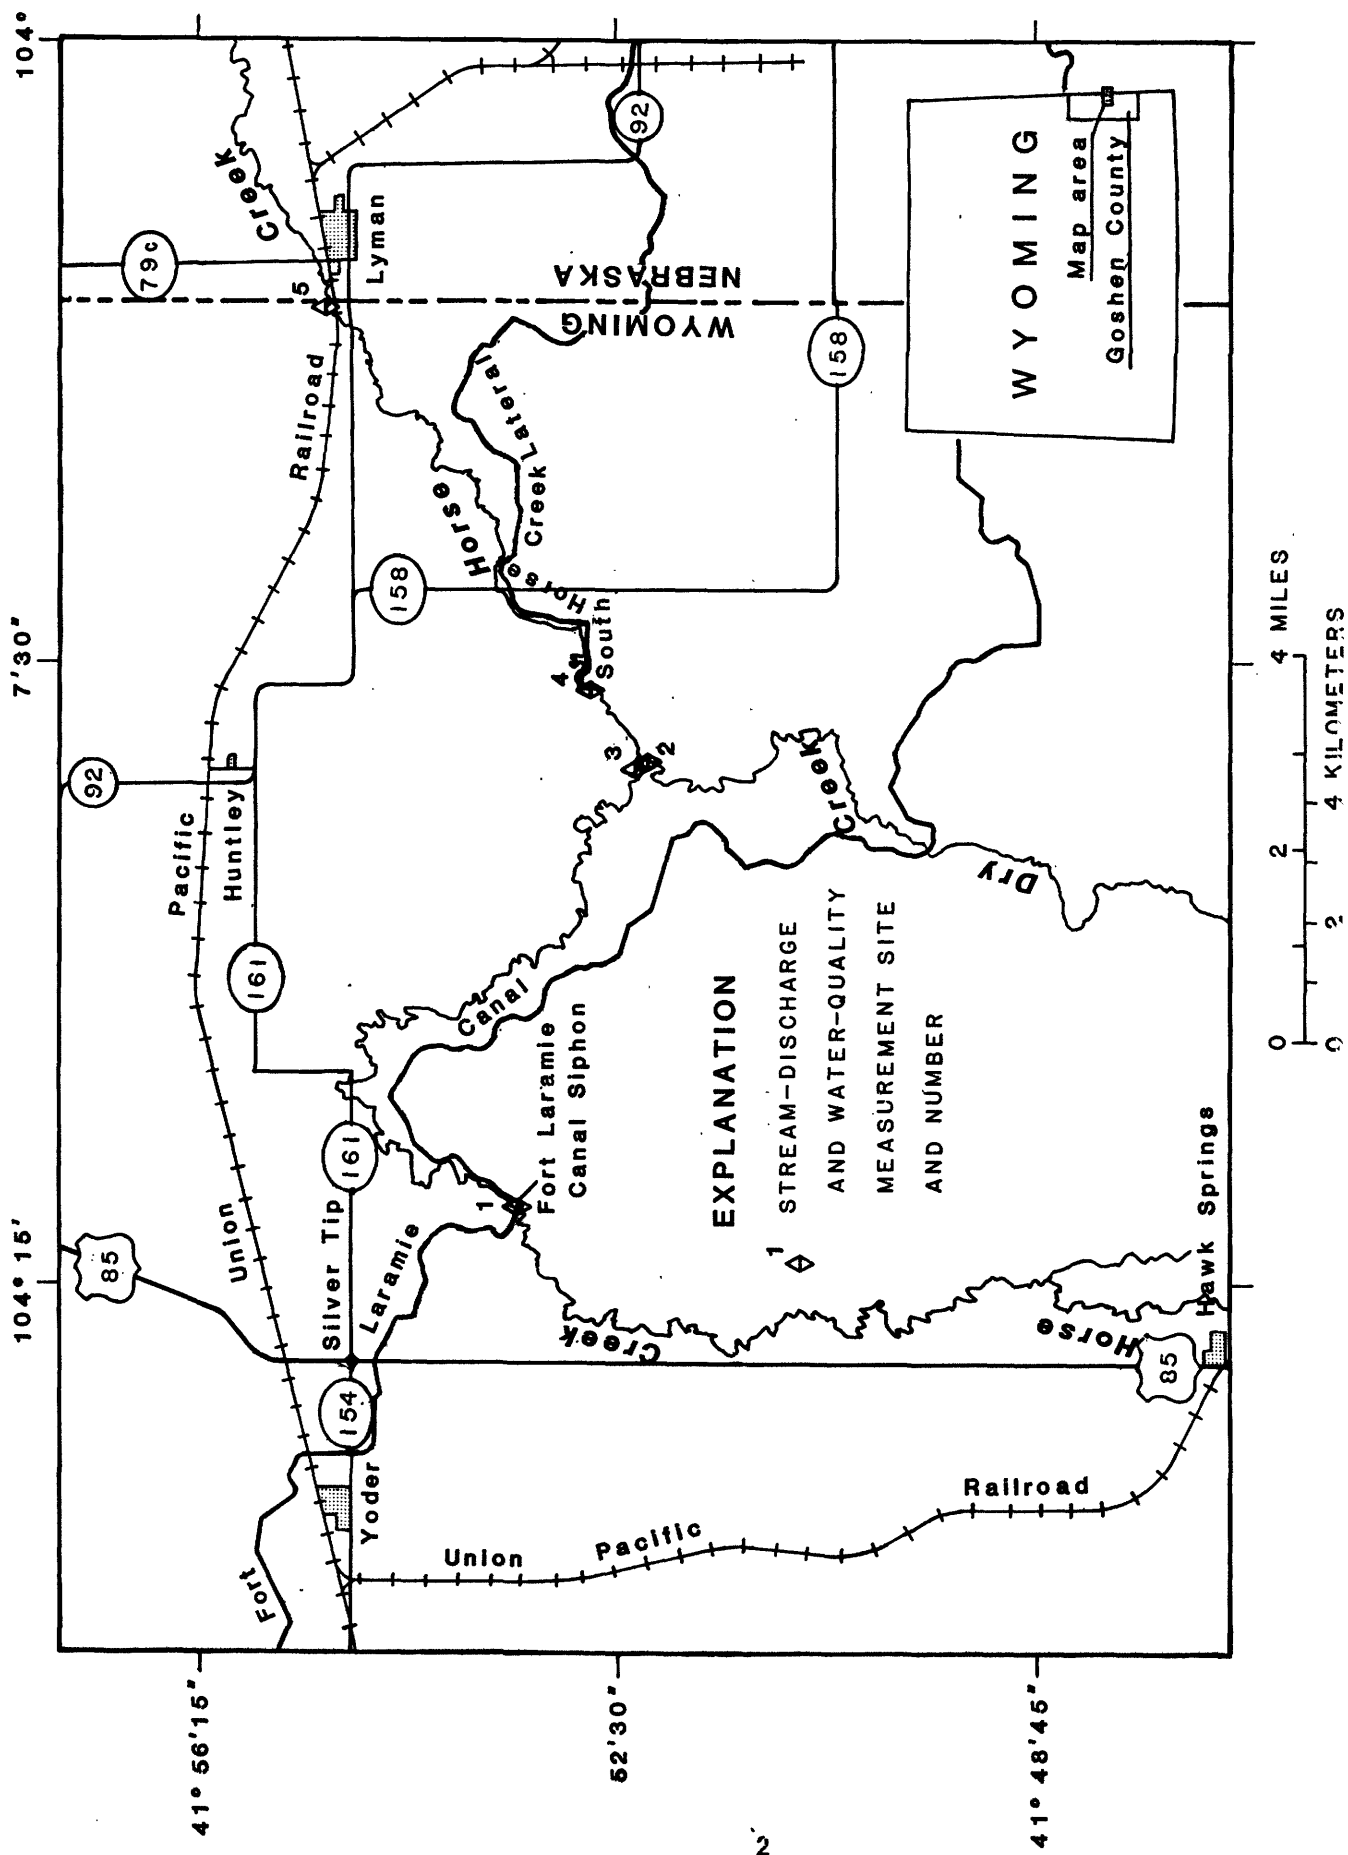 104° 15'
7'30"
104°
41° 56'15"
52'30"
41° 48'45"
85
92
79c
Union
Pacific
Railroad
Creek
Huntley
161
Fort
Yoder
154
Silver Tip
161
158
Lyman
5
Laramie
Canal
Horse
Creek
Lateral
1
Fort Laramie
Canal Siphon
4
South
Horse
3
2
92
WYOMING
NEBRASKA
Union
Pacific
Railroad
Creek
Horse
85
Hawk Springs
Creek
Dry
158
EXPLANATION
1
STREAM-DISCHARGE
AND WATER-QUALITY
MEASUREMENT SITE
AND NUMBER
WYOMING
Map area
Goshen County
0 2 4 MILES
0 2 4 KILOMETERS
2